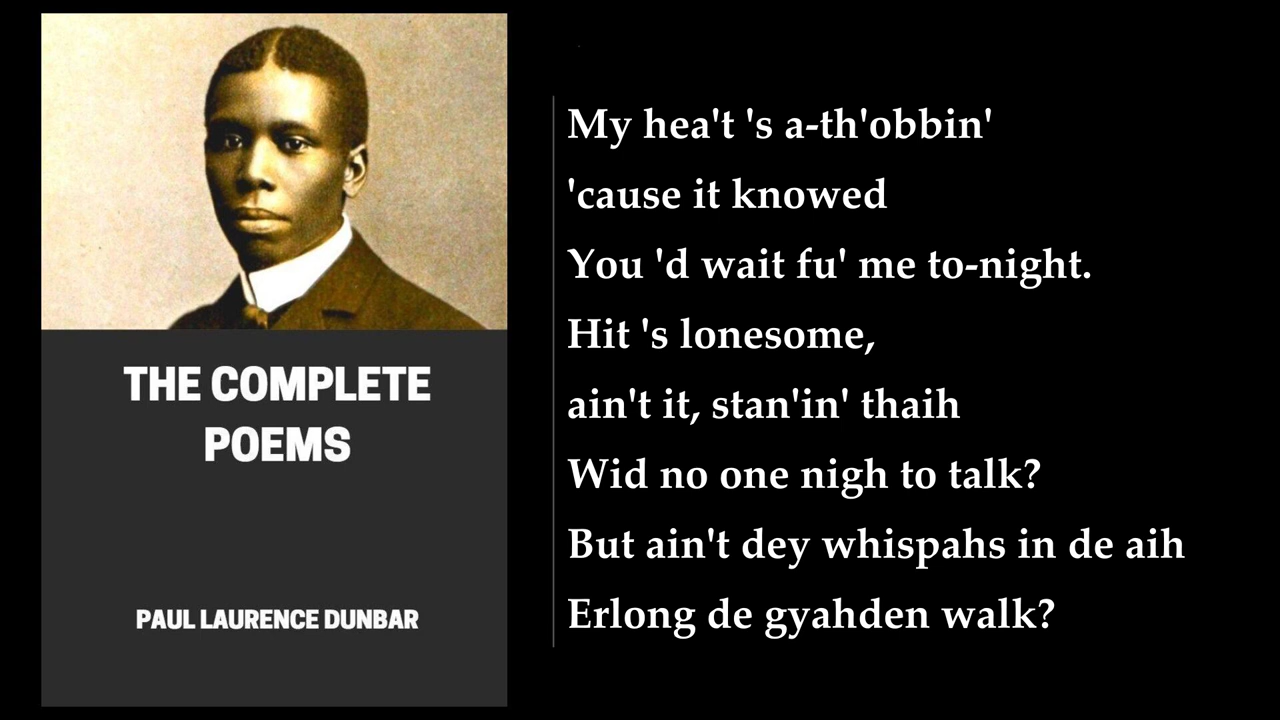 THE COMPLETE
POEMS
PAUL LAURENCE DUNBAR
My hea't 's a-th'obbin'
'cause it knowed
You 'd wait fu' me to-night.
Hit 's lonesome,
ain't it, stan'in' thaih
Wid no one nigh to talk?
But ain't dey whispahs in de aih
Erlong de gyahden walk?